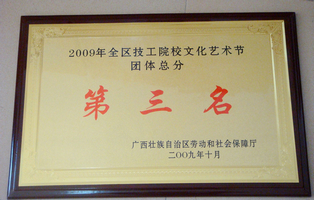 2009年全区技工院校文化艺术节
团体总分
第三名
广西壮族自治区劳动和社会保障厅
二〇〇九年十月